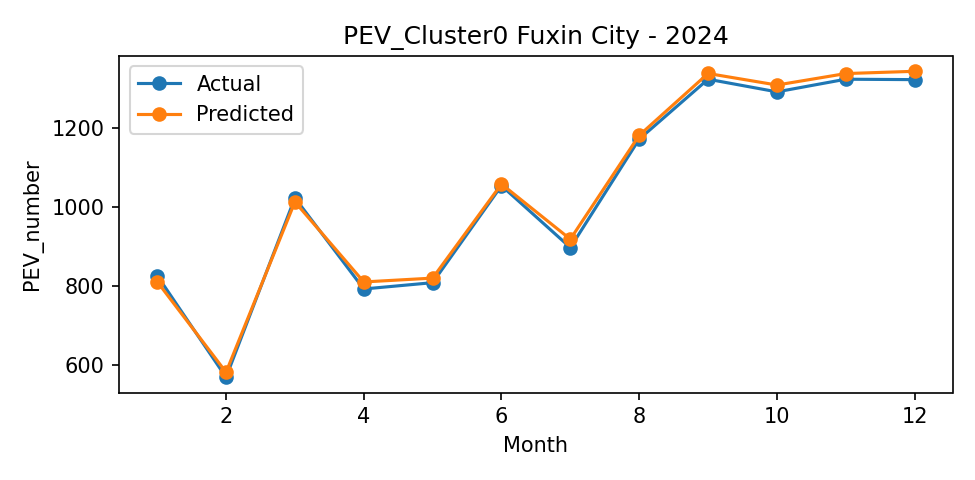 PEV_Cluster0 Fuxin City - 2024
Actual
Predicted
PEV_number
1200
1000
800
600
2 4 6 8 10 12
Month